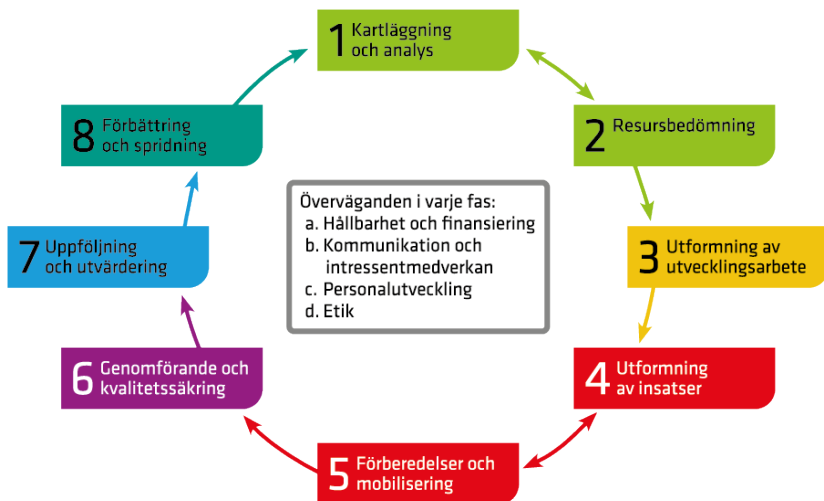 1 Kartläggning
och analys
2 Resursbedömning
3 Utformning av
utvecklingsarbete
4 Utformning
av insatser
5 Förberedelser och
mobilisering
6 Genomförande och
kvalitetssäkring
7 Uppföljning
och utvärdering
8 Förbättring
och spridning
Överväganden i varje fas:
a. Hållbarhet och finansiering
b. Kommunikation och
intressentmedverkan
c. Personalutveckling
d. Etik